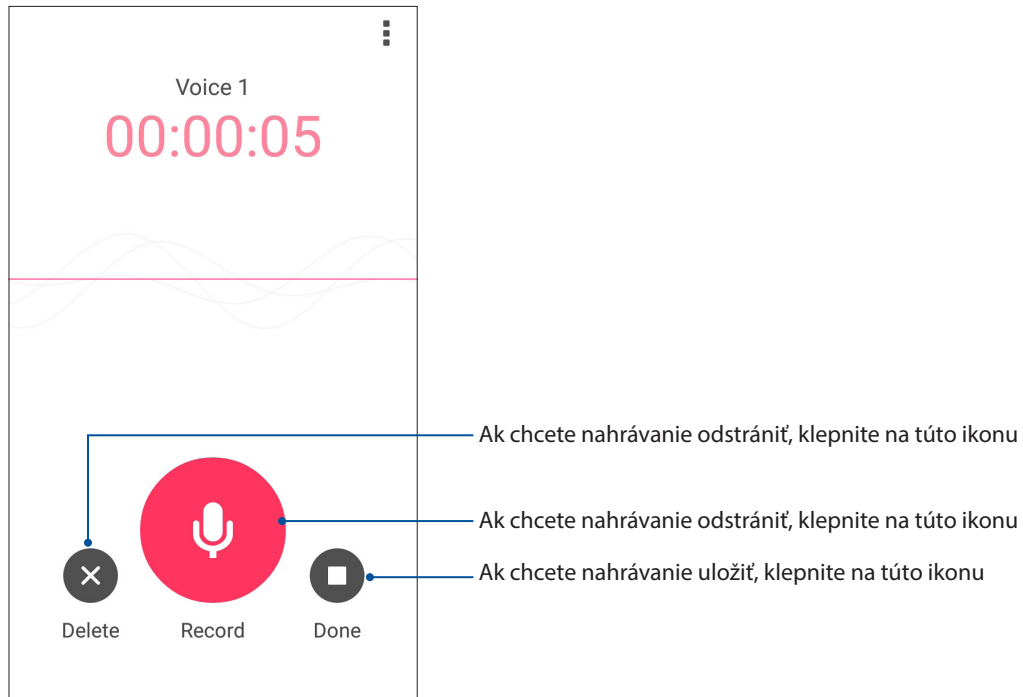 Voice 1
00:00:05
Ak chcete nahrávanie odstrániť, klepnite na túto ikonu
Ak chcete nahrávanie odstrániť, klepnite na túto ikonu
Ak chcete nahrávanie uložiť, klepnite na túto ikonu
Delete Record Done